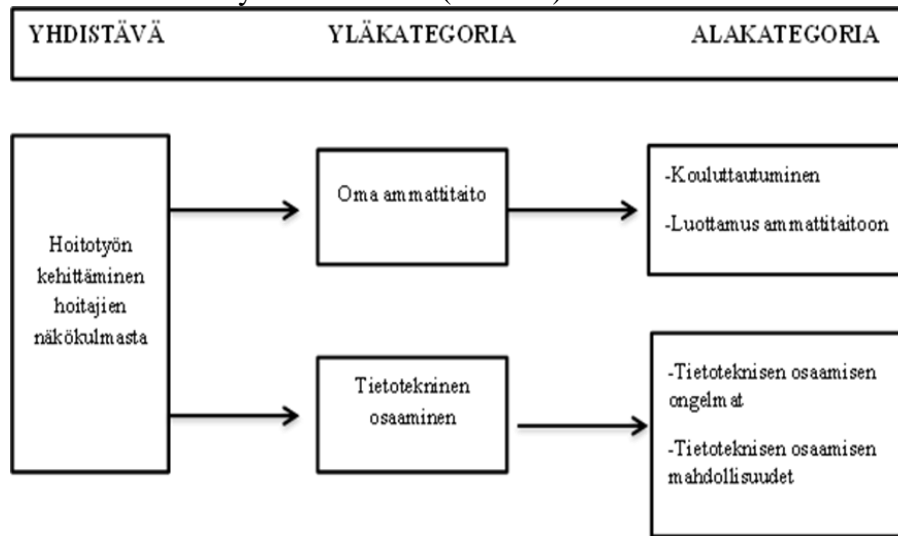 YHDISTÄVÄ YLÄKATEGORIA ALAKATEGORIA
Hoitotyön
kehittäminen
hoitajien
näkökulmasta
Oma ammattitaito
-Kouluttautuminen
-Luottamus ammattitaitoon
Tietotekninen
osaaminen
-Tietoteknisen osaamisen
ongelmat
-Tietoteknisen osaamisen
mahdollisuudet